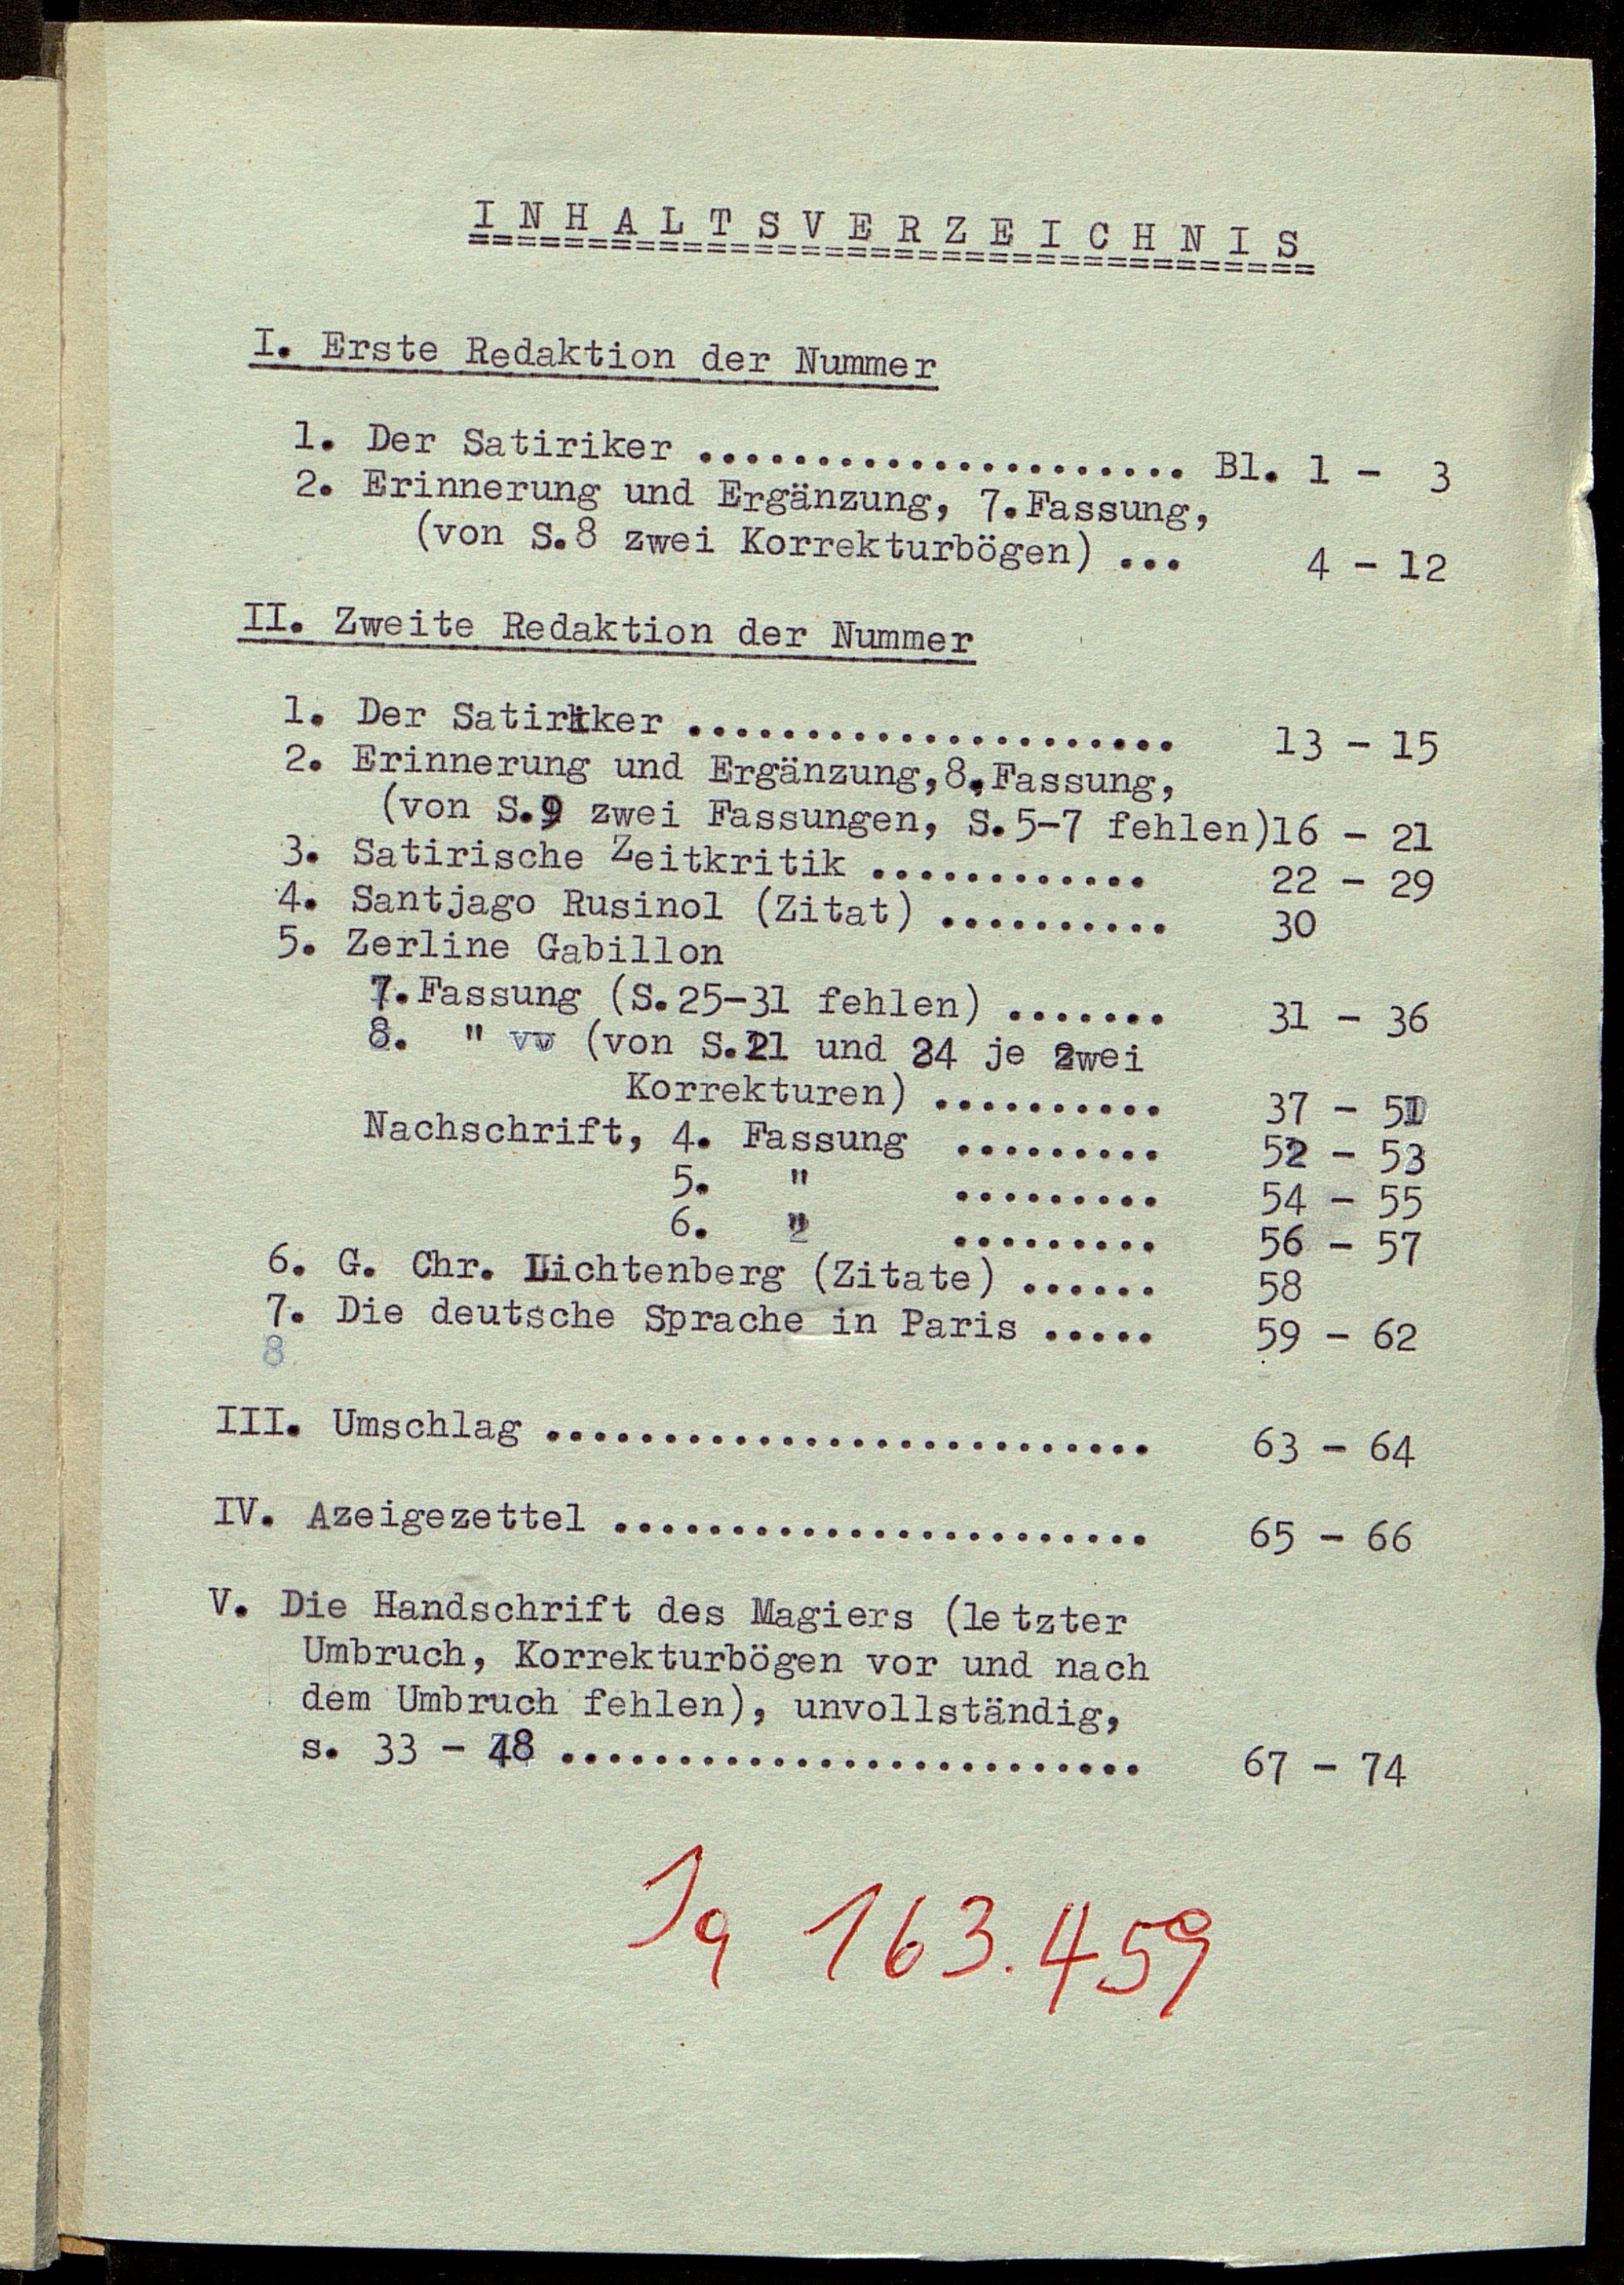 INHALTSVERZEICHNIS
===================================
I. Erste Redaktion der Nummer
1. Der Satiriker ..................... Bl. 1 - 3
2. Erinnerung und Ergänzung, 7.Fassung,
(von S.8 zwei Korrekturbögen) ... 4 - 12
II. Zweite Redaktion der Nummer
1. Der Satiriker ..................... 13 - 15
2. Erinnerung und Ergänzung,8.Fassung,
(von S.9 zwei Fassungen, S.5-7 fehlen)16 - 21
3. Satirische Zeitkritik ............ 22 - 29
4. Santjago Rusinol (Zitat) .......... 30
5. Zerline Gabillon
7.Fassung (S.25-31 fehlen) ....... 31 - 36
8. " (von S.21 und 24 je zwei
Korrekturen) .......... 37 - 51
Nachschrift, 4. Fassung ......... 52 - 53
5. " ......... 54 - 55
6. " ......... 56 - 57
6. G. Chr. Lichtenberg (Zitate) ...... 58
7. Die deutsche Sprache in Paris ..... 59 - 62
8
III. Umschlag .......................... 63 - 64
IV. Azeigezettel ....................... 65 - 66
V. Die Handschrift des Magiers (letzter
Umbruch, Korrekturbögen vor und nach
dem Umbruch fehlen), unvollständig,
s. 33 - 48 ......................... 67 - 74
163.459